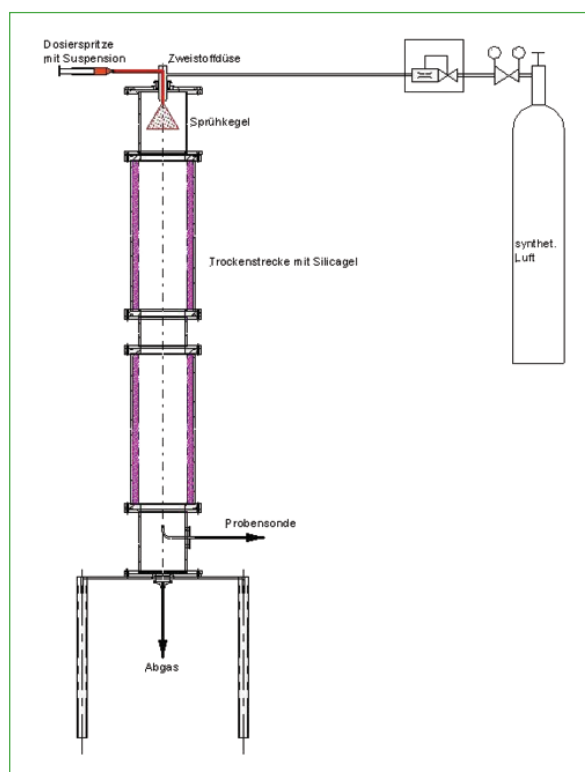 Dosierspritze
mit Suspension
Zweistoffdüse
Sprühkegel
synthet.
Luft
Trockenstrecke mit Silicagel
Probensonde
Abgas